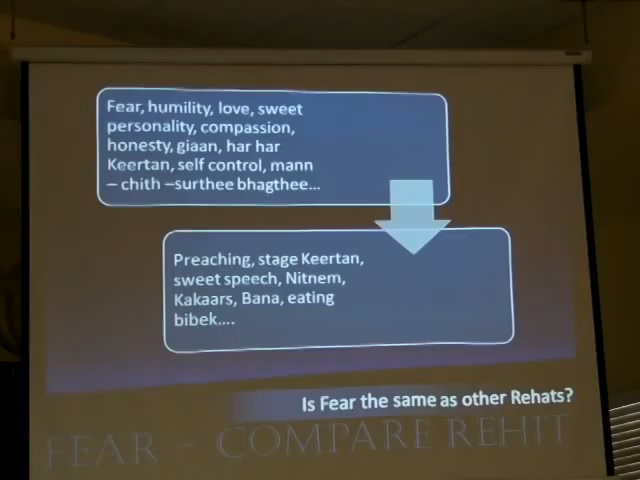 Fear, humility, love, sweet
personality, compassion,
honesty, giaan, har har
Keertan, self control, mann
– chith –surthee bhagthee...
Preaching, stage Keertan,
sweet speech, Nitnem,
Kakaars, Bana, eating
bibek....
Is Fear the same as other Rehats?
FEAR - COMPARE REHIT